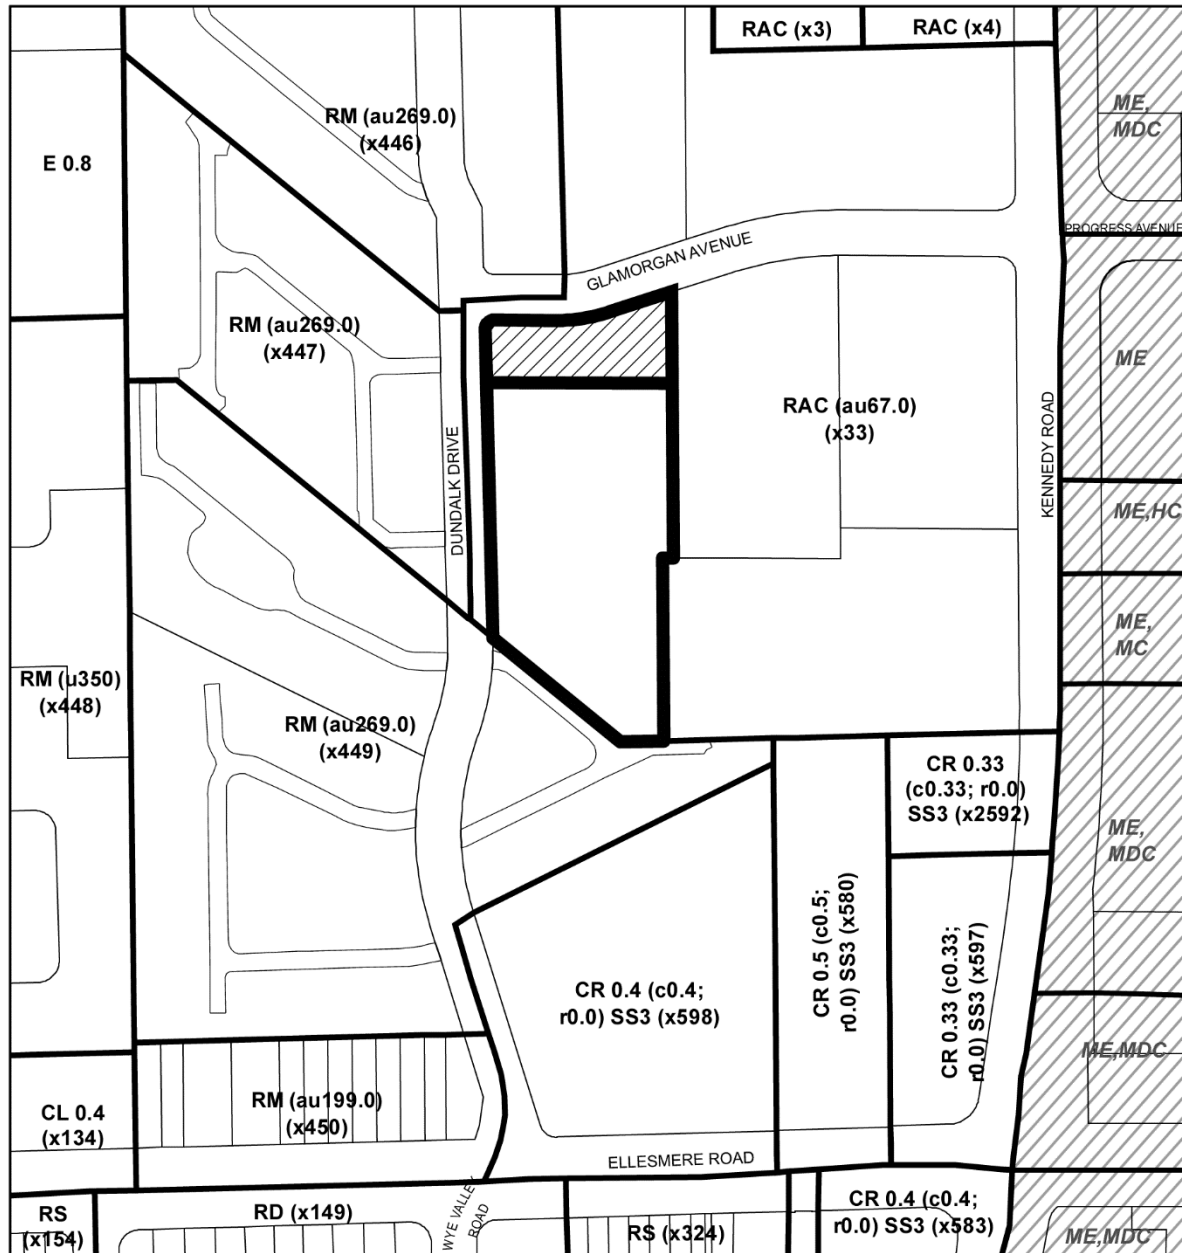 RAC (x3)
RAC (x4)
RM (au269.0)
(x446)
ME,
MDC
E 0.8
PROGRESS AVENUE
GLAMORGAN AVENUE
RM (au269.0)
(x447)
ME
RAC (au67.0)
(x33)
KENNEDY ROAD
DUNDALK DRIVE
ME,HC
ME,
MC
RM (u350)
(x448)
RM (au269.0)
(x449)
CR 0.33
(c0.33; r0.0)
SS3 (x2592)
ME,
MDC
CR 0.5 (c0.5;
r0.0) SS3 (x580)
CR 0.33 (c0.33;
r0.0) SS3 (x597)
CR 0.4 (c0.4;
r0.0) SS3 (x598)
ME,MDC
CL 0.4
(x134)
RM (au199.0)
(x450)
ELLESMERE ROAD
WYE VALLEY
ROAD
RS
(x154)
RD (x149)
RS (x324)
CR 0.4 (c0.4;
r0.0) SS3 (x583)
ME,MDC